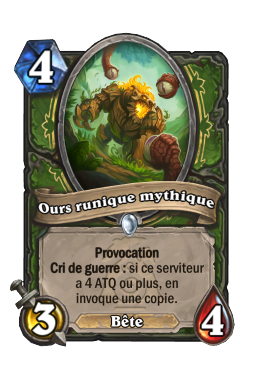 4
Ours runique mythique
Provocation
Cri de guerre : si ce serviteur
a 4 ATQ ou plus, en
invoque une copie.
3
Bête
4